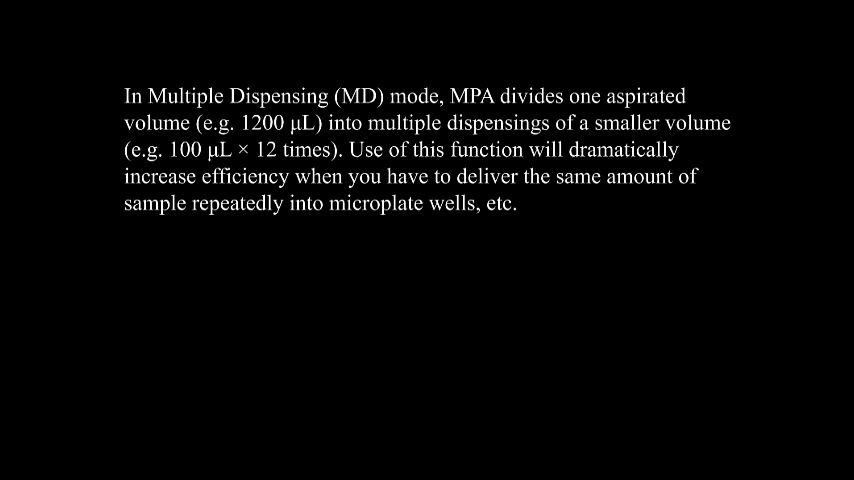 In Multiple Dispensing (MD) mode, MPA divides one aspirated
volume (e.g. 1200 μL) into multiple dispensings of a smaller volume
(e.g. 100 μL × 12 times). Use of this function will dramatically
increase efficiency when you have to deliver the same amount of
sample repeatedly into microplate wells, etc.